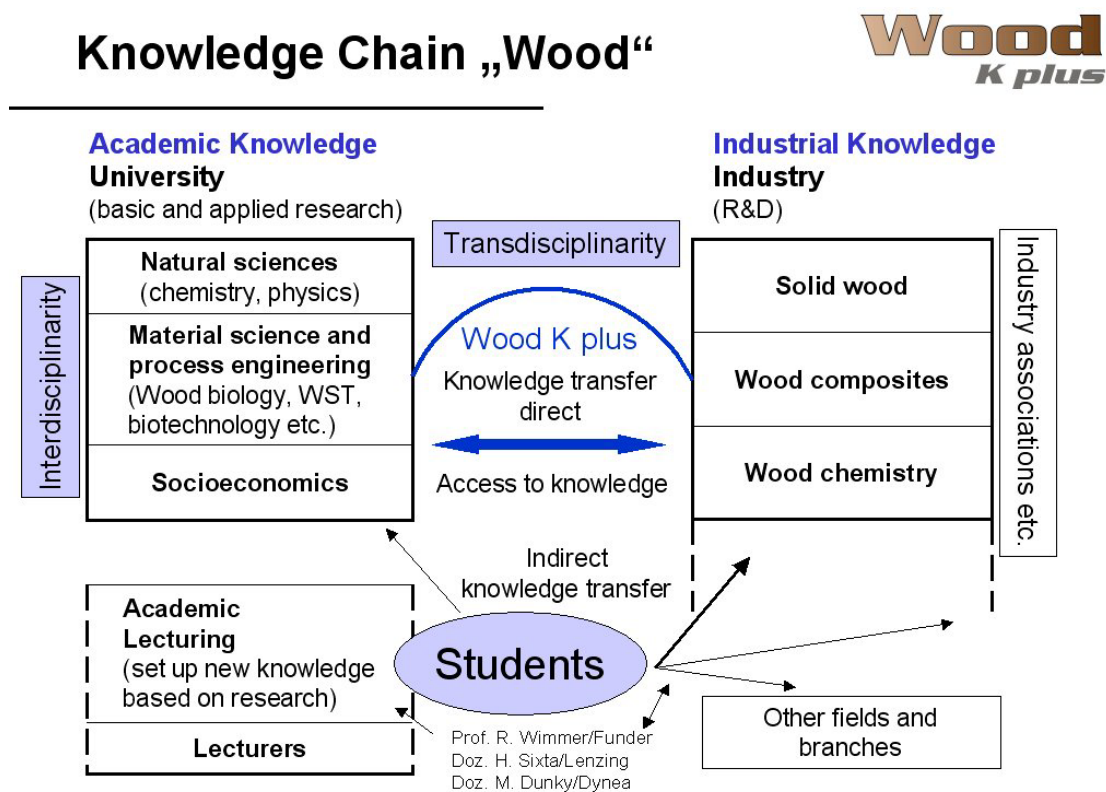 Knowledge Chain „Wood“
Wood
K plus
Academic Knowledge
University
(basic and applied research)
Industrial Knowledge
Industry
(R&D)
Interdisciplinarity
Natural sciences
(chemistry, physics)
Material science and
process engineering
(Wood biology, WST,
biotechnology etc.)
Socioeconomics
Transdisciplinarity
Wood K plus
Knowledge transfer
direct
Access to knowledge
Solid wood
Wood composites
Wood chemistry
Industry associations etc.
Indirect
knowledge transfer
Academic
Lecturing
(set up new knowledge
based on research)
Lecturers
Students
Prof. R. Wimmer/Funder
Doz. H. Sixta/Lenzing
Doz. M. Dunky/Dynea
Other fields and
branches